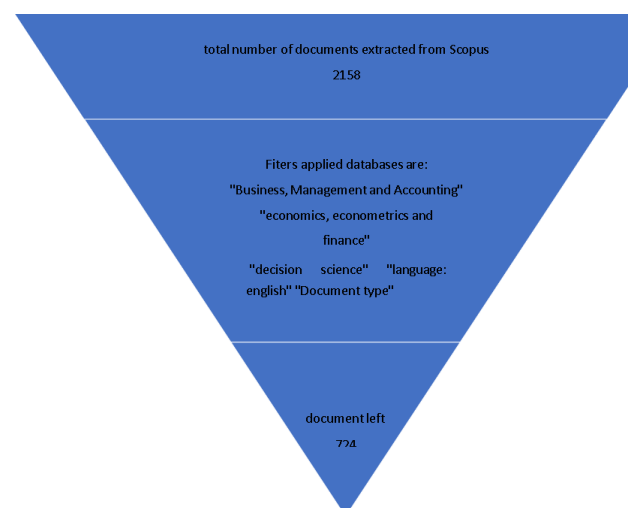 total number of documents extracted from Scopus
2158
Fiters applied databases are:
"Business, Management and Accounting"
"economics, econometrics and
finance"
"decision science" "language:
english" "Document type"
document left
724